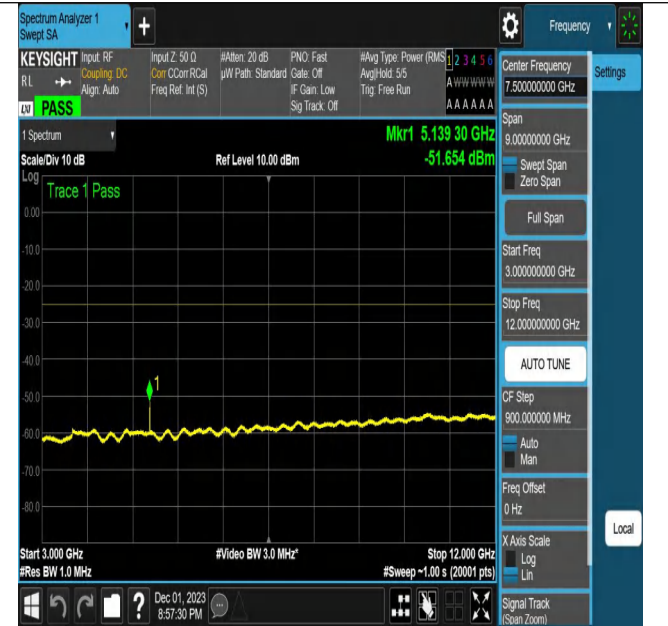 Spectrum Analyzer 1
Swept SA
Frequency
KEYSIGHT
RL
LXI
PASS
Input: RF
Coupling: DC
Align: Auto
Input Z: 50 Ω
Corr CCorr RCal
Freq Ref: Int (S)
#Atten: 20 dB
µW Path: Standard
PNO: Fast
Gate: Off
IF Gain: Low
Sig Track: Off
#Avg Type: Power (RMS
Avg|Hold: 5/5
Trig: Free Run
1 2 3 4 5 6
A W W W W W
A A A A A A
1 Spectrum
Mkr1 5.139 30 GHz
-51.654 dBm
Scale/Div 10 dB
Ref Level 10.00 dBm
Log
Trace 1 Pass
0.00
-10.0
-20.0
-30.0
-40.0
1
-50.0
-60.0
-70.0
-80.0
Start 3.000 GHz
#Res BW 1.0 MHz
#Video BW 3.0 MHz*
Stop 12.000 GHz
#Sweep ~1.00 s (20001 pts)
Dec 01, 2023
8:57:30 PM
Center Frequency
7.500000000 GHz
Settings
Span
9.00000000 GHz
Swept Span
Zero Span
Full Span
Start Freq
3.000000000 GHz
Stop Freq
12.000000000 GHz
AUTO TUNE
CF Step
900.000000 MHz
Auto
Man
Freq Offset
0 Hz
Local
X Axis Scale
Log
Lin
Signal Track
(Span Zoom)